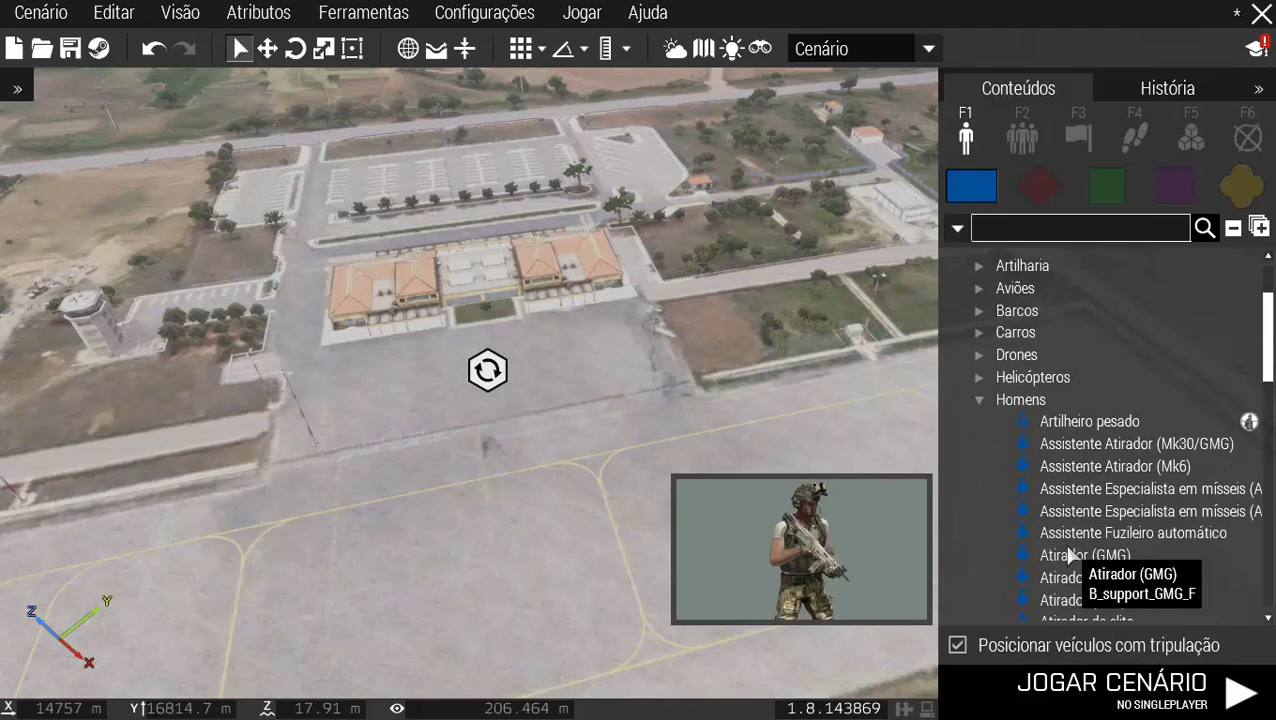 Cenário Editar Visão Atributos Ferramentas Configurações Jogar Ajuda *
Cenário
»
Conteúdos História »
F1 F2 F3 F4 F5 F6
Artilharia
Aviões
Barcos
Carros
Drones
Helicópteros
Homens
Artilheiro pesado
Assistente Atirador (Mk30/GMG)
Assistente Atirador (Mk6)
Assistente Especialista em mísseis (A
Assistente Especialista em mísseis (A
Assistente Fuzileiro automático
Atirador (GMG)
Atirador (GMG)
B_support_GMG_F
Posicionar veículos com tripulação
JOGAR CENÁRIO
NO SINGLEPLAYER
Z Y X
X 14757 m Y 16814.7 m Z 17.91 m 206.464 m 1.8.143869